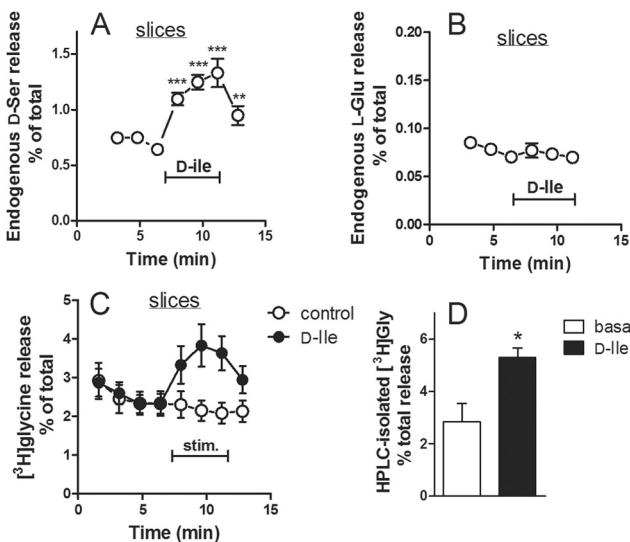 A
slices
Endogenous D-Ser release
% of total
1.5
1.0
0.5
0.0
***
***
***
**
D-ile
0
5
10
15
Time (min)
B
slices
Endogenous L-Glu release
% of total
0.20
0.15
0.10
0.05
0.00
D-Ile
0
5
10
15
Time (min)
C
slices
[³H]glycine release
% of total
5
4
3
2
1
0
control
D-Ile
stim.
0
5
10
15
Time (min)
D
HPLC-isolated [³H]Gly
% total release
6
4
2
0
*
basa
D-Ile